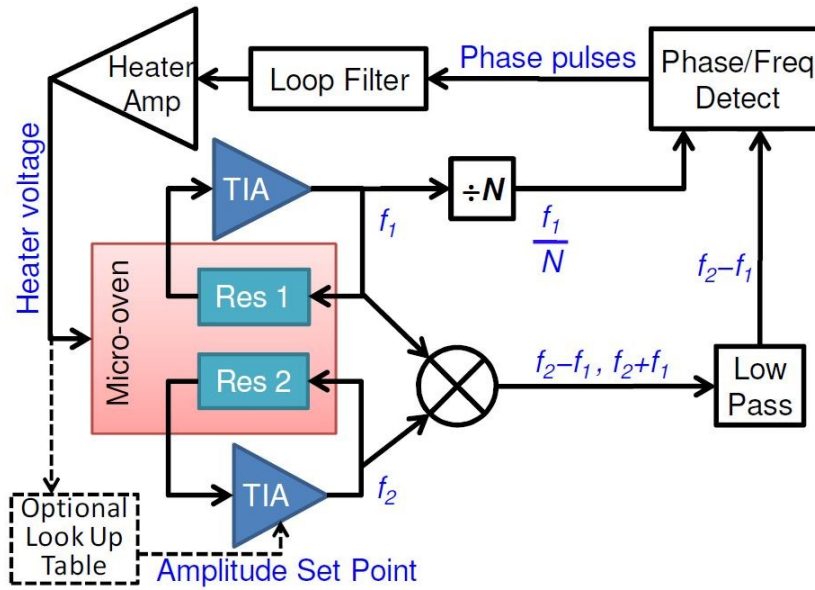 Heater
Amp
Loop Filter
Phase pulses
Phase/Freq
Detect
Heater voltage
TIA
f₁
÷N
f₁
N
f₂–f₁
Micro-oven
Res 1
Res 2
f₂–f₁ , f₂+f₁
Low
Pass
TIA
f₂
Optional
Look Up
Table
Amplitude Set Point